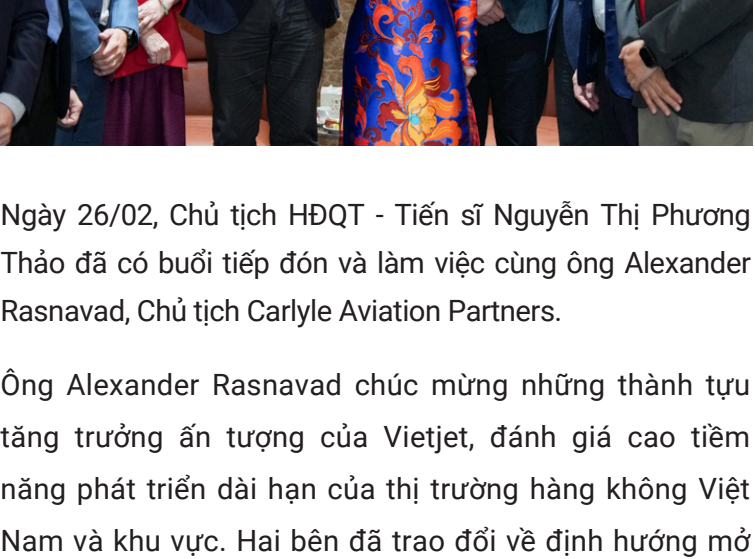 Ngày 26/02, Chủ tịch HĐQT - Tiến sĩ Nguyễn Thị Phương
Thảo đã có buổi tiếp đón và làm việc cùng ông Alexander
Rasnavad, Chủ tịch Carlyle Aviation Partners.
Ông Alexander Rasnavad chúc mừng những thành tựu
tăng trưởng ấn tượng của Vietjet, đánh giá cao tiềm
năng phát triển dài hạn của thị trường hàng không Việt
Nam và khu vực. Hai bên đã trao đổi về định hướng mở